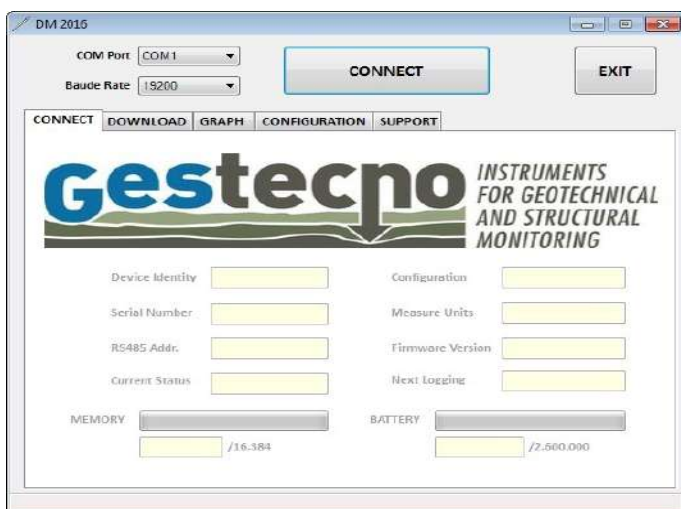 DM 2016
COM Port COM1
Baude Rate 19200
CONNECT
EXIT
CONNECT DOWNLOAD GRAPH CONFIGURATION SUPPORT
Gestecno
INSTRUMENTS
FOR GEOTECHNICAL
AND STRUCTURAL
MONITORING
Device Identity Configuration
Serial Number Measure Units
RS485 Addr. Firmware Version
Current Status Next Logging
MEMORY BATTERY
/16.384 /2.600.000